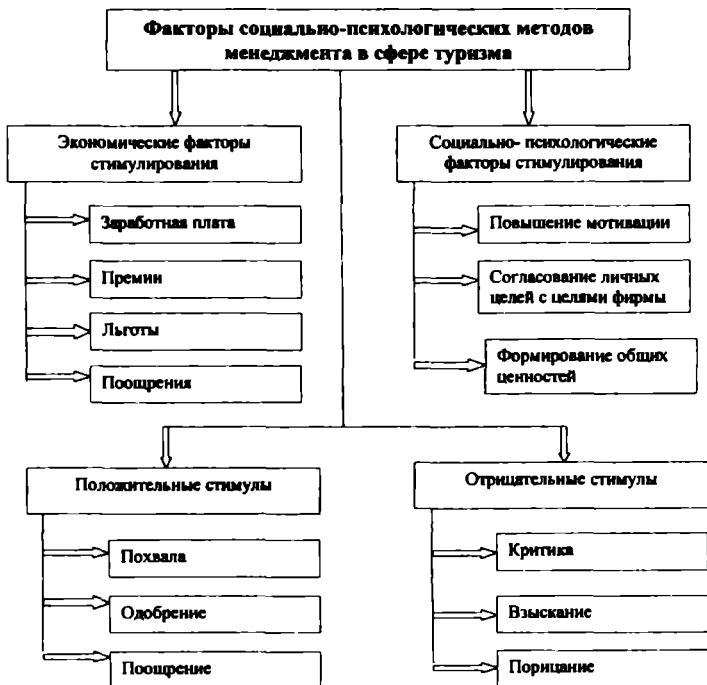 Факторы социально-психологических методов
менеджмента в сфере туризма
Экономические факторы
стимулирования
Заработная плата
Премии
Льготы
Поощрения
Социально- психологические
факторы стимулирования
Повышение мотивации
Согласование личных
целей с целями фирмы
Формирование общих
ценностей
Положительные стимулы
Похвала
Одобрение
Поощрение
Отрицательные стимулы
Критика
Взыскание
Порицание